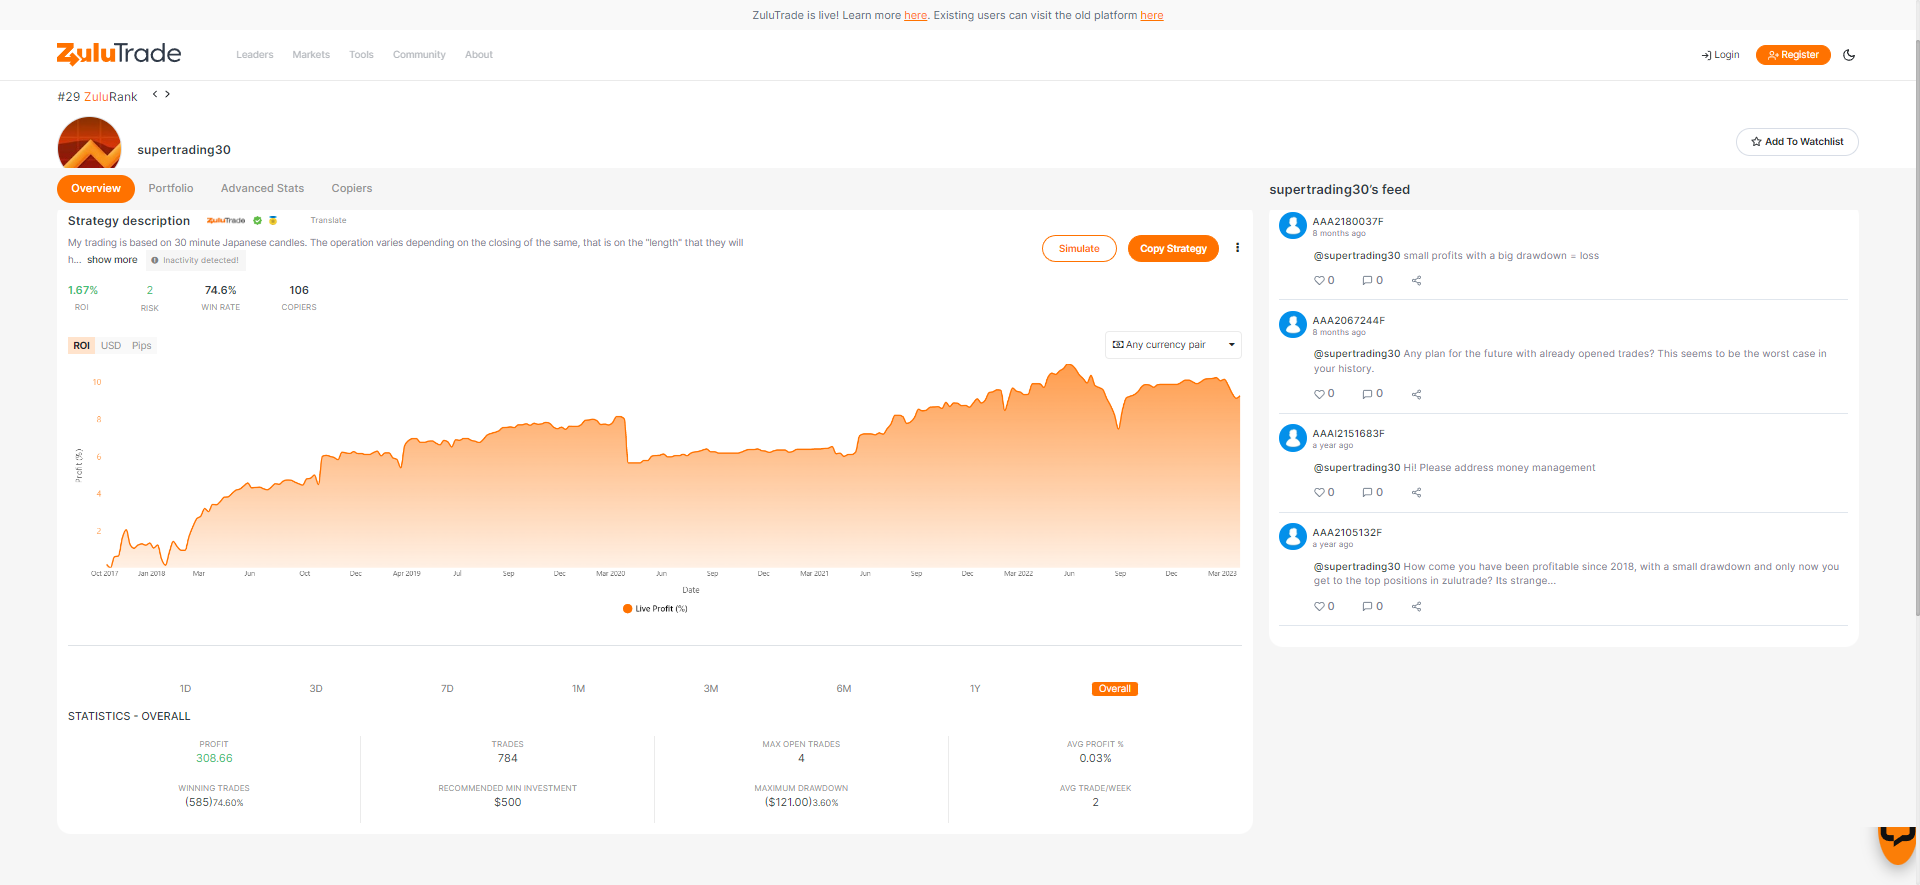 ZuluTrade is live! Learn more here. Existing users can visit the old platform here
ZuluTrade
Leaders
Markets
Tools
Community
About
Login
Register
#29 ZuluRank
supertrading30
Add To Watchlist
Overview
Portfolio
Advanced Stats
Copiers
Strategy description
ZuluTrade
Translate
My trading is based on 30 minute Japanese candles. The operation varies depending on the closing of the same, that is on the "length" that they will
h... show more
Inactivity detected!
Simulate
Copy Strategy
1.67%
2
74.6%
106
ROI
RISK
WIN RATE
COPIERS
ROI
USD
Pips
Any currency pair
Profit (%)
10
8
6
4
2
Oct 2017
Jan 2018
Mar
Jun
Oct
Dec
Apr 2019
Jul
Sep
Dec
Mar 2020
Jun
Sep
Dec
Mar 2021
Jun
Sep
Dec
Mar 2022
Jun
Sep
Dec
Mar 2023
Date
Live Profit (%)
1D
3D
7D
1M
3M
6M
1Y
Overall
STATISTICS - OVERALL
PROFIT
308.66
TRADES
784
MAX OPEN TRADES
4
AVG PROFIT %
0.03%
WINNING TRADES
(585)74.60%
RECOMMENDED MIN INVESTMENT
$500
MAXIMUM DRAWDOWN
($121.00)3.60%
AVG TRADE/WEEK
2
supertrading30's feed
AAA2180037F
8 months ago
@supertrading30 small profits with a big drawdown = loss
0
0
AAA2067244F
8 months ago
@supertrading30 Any plan for the future with already opened trades? This seems to be the worst case in
your history.
0
0
AAAI2151683F
a year ago
@supertrading30 Hi! Please address money management
0
0
AAA2105132F
a year ago
@supertrading30 How come you have been profitable since 2018, with a small drawdown and only now you
get to the top positions in zulutrade? Its strange...
0
0